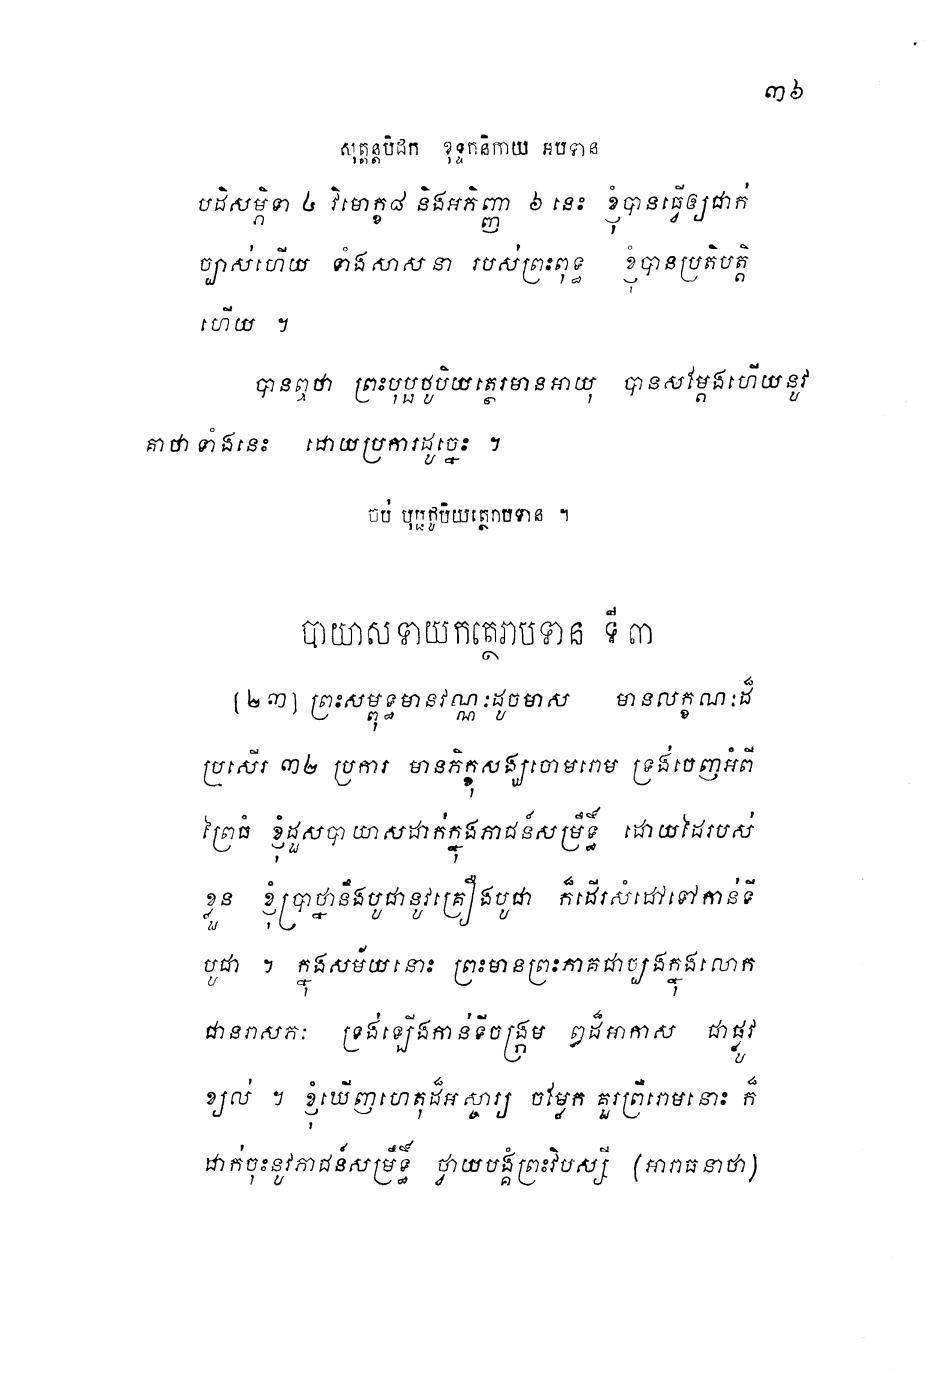 ៣៦
សុត្តន្តបិដក ខុទ្ទកនិកាយ អបទាន
បដិសម្ភិទា ៤ វិមោក្ខ៨ និងអភិញ្ញា ៦ នេះ ខ្ញុំបានធ្វើឲ្យជាក់
ច្បាស់ហើយ ទាំងសាសនា របស់ព្រះពុទ្ធ ខ្ញុំបានប្រតិបត្តិ
ហើយ ។
បានឮថា ព្រះបុប្ផថូបិយត្ថេរមានអាយុ បានសម្ដែងហើយនូវ
គាថាទាំងនេះ ដោយប្រការដូច្នេះ ។
ចប់ បុប្ផថូបិយត្ថេរាបទាន ។
បាយាសទាយកត្ថេរាបទាន ទី ៣
(២៣) ព្រះសម្ពុទ្ធមានវណ្ណៈដូចមាស មានលក្ខណៈដ៏
ប្រសើរ ៣២ ប្រការ មានភិក្ខុសង្ឃចោមរោម ទ្រង់ចេញអំពី
ព្រៃធំ ខ្ញុំដួសបាយាសដាក់ក្នុងភាជន៍សម្រឹទ្ធិ៍ ដោយដៃរបស់
ខ្លួន ខ្ញុំប្រាថ្នានឹងបូជានូវគ្រឿងបូជា ក៏ដើរសំដៅទៅកាន់ទី
បូជា ។ ក្នុងសម័យនោះ ព្រះមានព្រះភាគជាច្បងក្នុងលោក
ជានរាសភៈ ទ្រង់ឡើងកាន់ទីចង្ក្រម ឰដ៏អាកាស ជាផ្លូវ
ខ្យល់ ។ ខ្ញុំឃើញហេតុដ៏អស្ចារ្យ ចម្លែក គួរព្រឺរោមនោះ ក៏
ដាក់ចុះនូវភាជន៍សម្រឹទ្ធិ៍ ថ្វាយបង្គំព្រះវិបស្សី (អារាធនាថា)